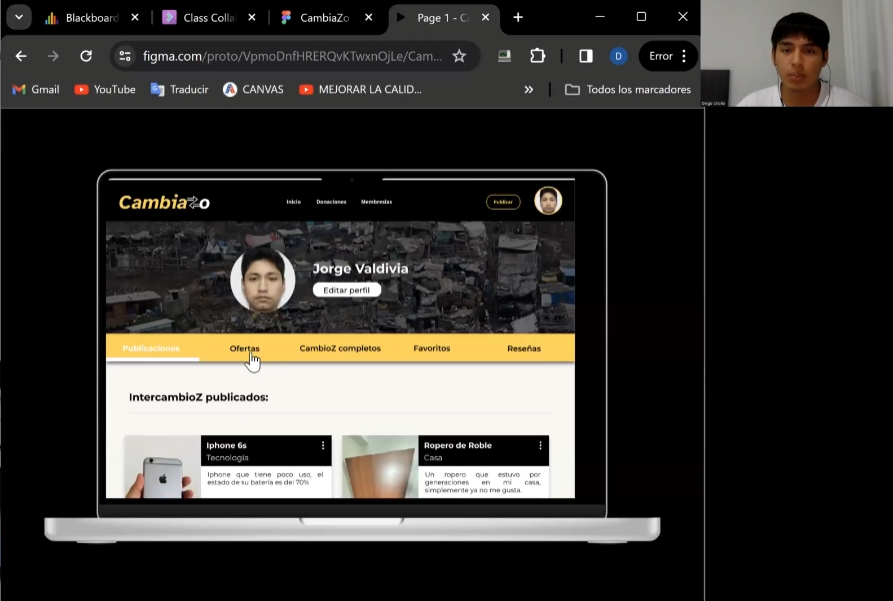 Blackboard
Class Colla
CambiaZo
Page 1 - Ca
figma.com/proto/VpmoDnfHRERQvKTwxnOjLe/Cam...
D
Error
Gmail
YouTube
Traducir
CANVAS
MEJORAR LA CALID...
»
Todos los marcadores
CambiaZo
Inicio
Donaciones
Membresías
Publicar
Jorge Valdivia
Editar perfil
Publicaciones
Ofertas
CambioZ completos
Favoritos
Reseñas
IntercambioZ publicados:
Iphone 6s
Tecnología
Iphone que tiene poco uso, el
estado de su batería es del 70%
Ropero de Roble
Casa
Un ropero que estuvo por
generaciones en mi casa,
simplemente ya no me gusta.